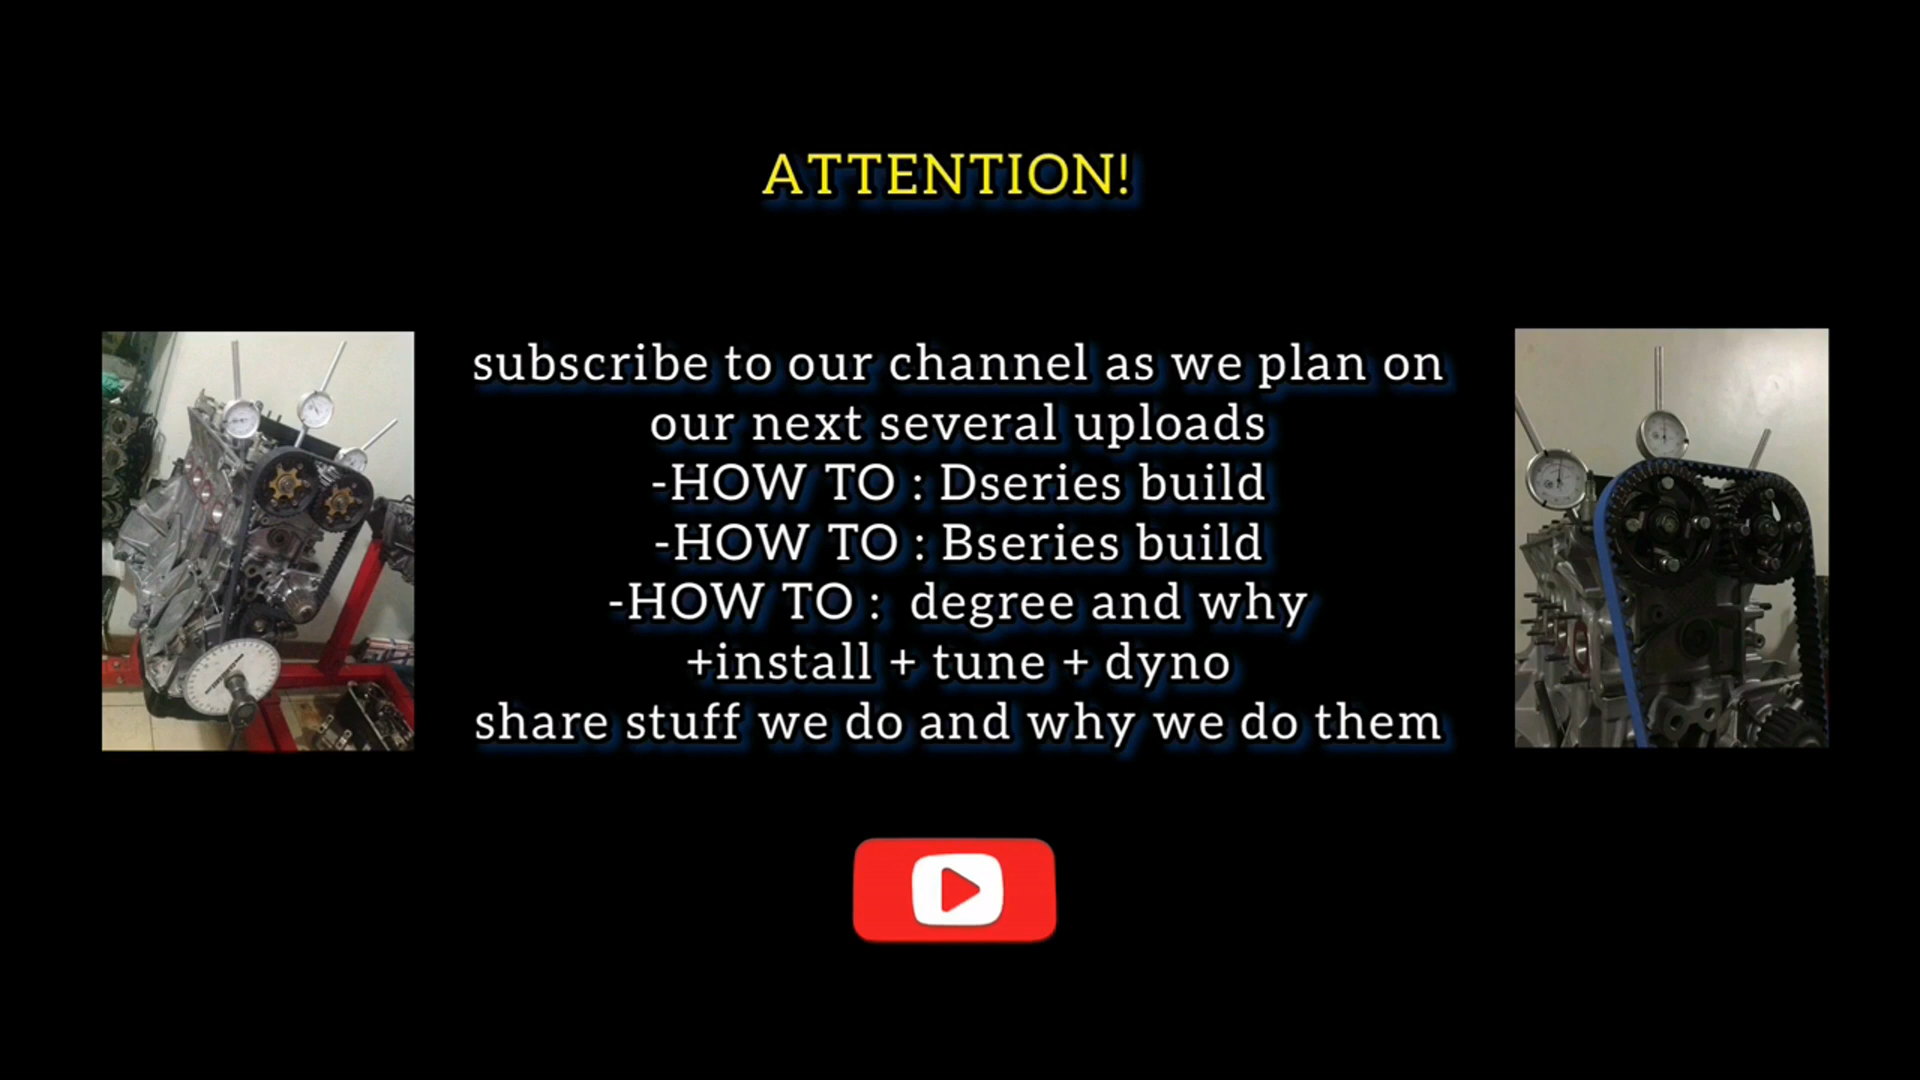 ATTENTION!
subscribe to our channel as we plan on
our next several uploads
-HOW TO : Dseries build
-HOW TO : Bseries build
-HOW TO :  degree and why
+install + tune + dyno
share stuff we do and why we do them